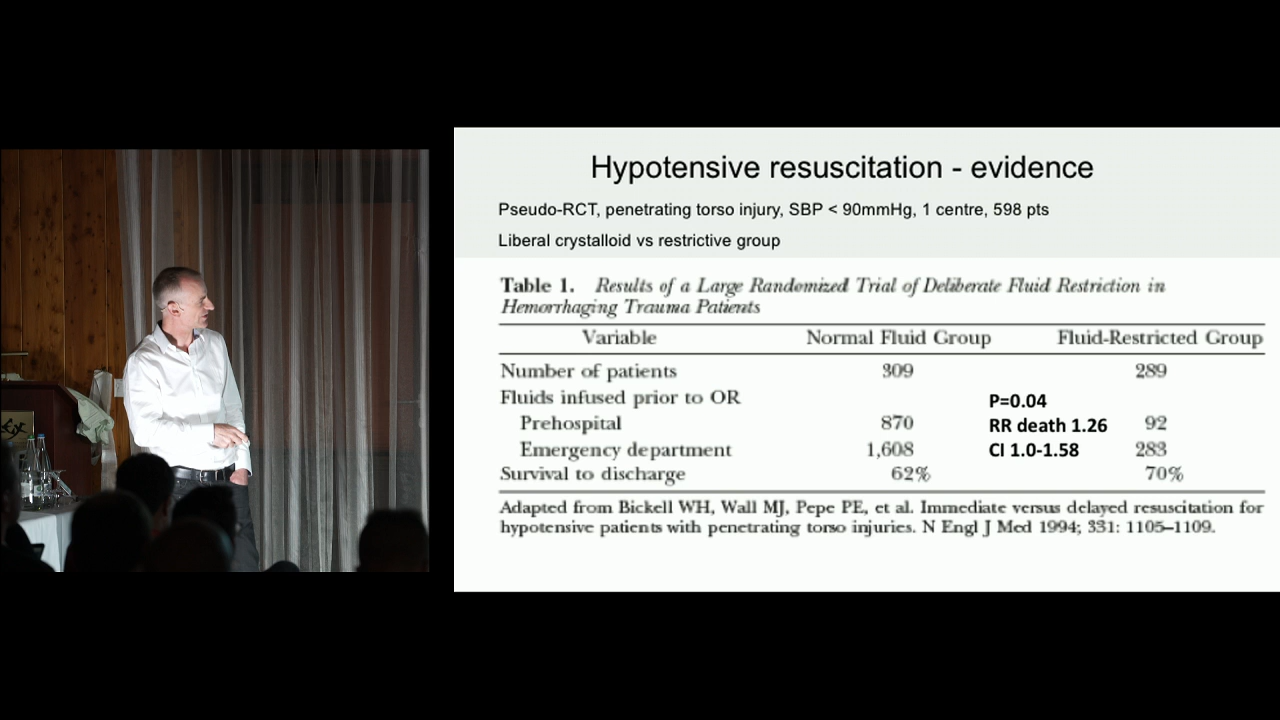 Hypotensive resuscitation - evidence
Pseudo-RCT, penetrating torso injury, SBP < 90mmHg, 1 centre, 598 pts
Liberal crystalloid vs restrictive group
Table 1. Results of a Large Randomized Trial of Deliberate Fluid Restriction in
Hemorrhaging Trauma Patients
Variable Normal Fluid Group Fluid-Restricted Group
Number of patients 309 289
Fluids infused prior to OR P=0.04
Prehospital 870 RR death 1.26 92
Emergency department 1,608 CI 1.0-1.58 283
Survival to discharge 62% 70%
Adapted from Bickell WH, Wall MJ, Pepe PE, et al. Immediate versus delayed resuscitation for
hypotensive patients with penetrating torso injuries. N Engl J Med 1994; 331: 1105–1109.